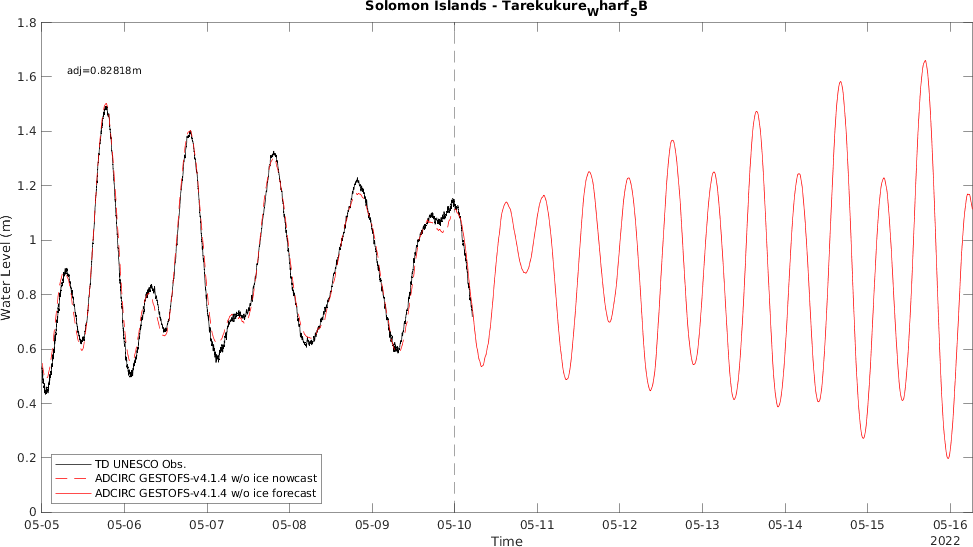 Solomon Islands - Tarekukure_Wharf_SB
adj=0.82818m
Water Level (m)
1.8
1.6
1.4
1.2
1
0.8
0.6
0.4
0.2
0
TD UNESCO Obs.
ADCIRC GESTOFS-v4.1.4 w/o ice nowcast
ADCIRC GESTOFS-v4.1.4 w/o ice forecast
05-05 05-06 05-07 05-08 05-09 05-10 05-11 05-12 05-13 05-14 05-15 05-16
Time
2022